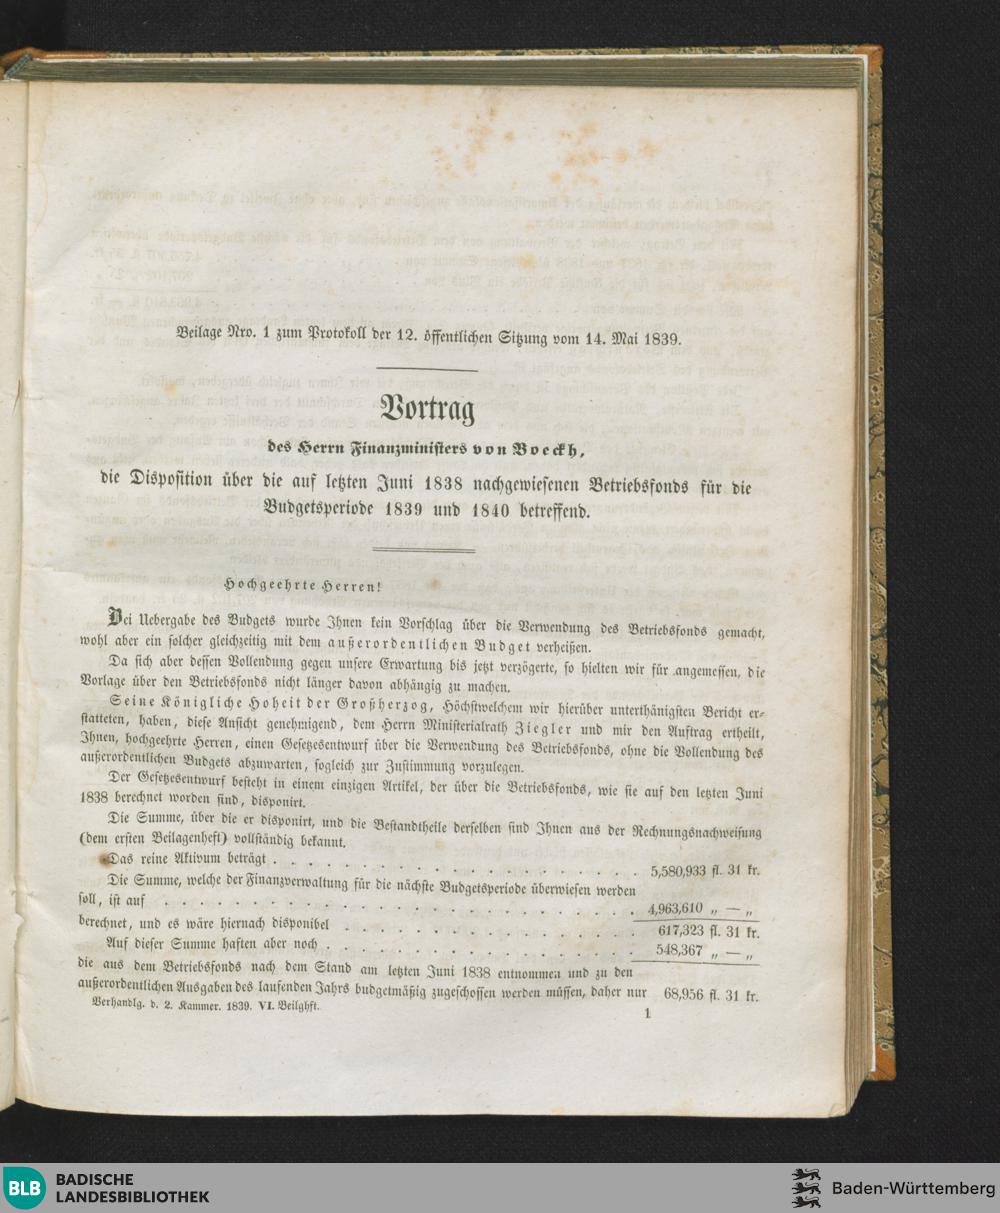 Beilage Nro. 1 zum Protokoll der 12. öffentlichen Sitzung vom 14. Mai 1839.
Vortrag
des Herrn Finanzministers von Boeckh,
die Disposition über die auf letzten Juni 1838 nachgewiesenen Betriebsfonds für die
Budgetsperiode 1839 und 1840 betreffend.
Hochgeehrte Herren!
Bei Uebergabe des Budgets wurde Ihnen kein Vorschlag über die Verwendung des Betriebsfonds gemacht,
wohl aber ein solcher gleichzeitig mit dem außerordentlichen Budget verheißen.
Da sich aber dessen Vollendung gegen unsere Erwartung bis jetzt verzögerte, so hielten wir für angemessen, die
Vorlage über den Betriebsfonds nicht länger davon abhängig zu machen.
Seine Königliche Hoheit der Großherzog, Höchstwelchem wir hierüber unterthänigsten Bericht er-
statteten, haben, diese Ansicht genehmigend, dem Herrn Ministerialrath Ziegler und mir den Auftrag ertheilt,
Ihnen, hochgeehrte Herren, einen Gesetzesentwurf über die Verwendung des Betriebsfonds, ohne die Vollendung des
außerordentlichen Budgets abzuwarten, sogleich zur Zustimmung vorzulegen.
Der Gesetzesentwurf besteht in einem einzigen Artikel, der über die Betriebsfonds, wie sie auf den letzten Juni
1838 berechnet worden sind, disponirt.
Die Summe, über die er disponirt, und die Bestandtheile derselben sind Ihnen aus der Rechnungsnachweisung
(dem ersten Beilagenheft) vollständig bekannt.
Das reine Aktivum beträgt . . . . . . . . . . . . . . . . . . 5,580,933 fl. 31 kr.
Die Summe, welche der Finanzverwaltung für die nächste Budgetsperiode überwiesen werden
soll, ist auf . . . . . . . . . . . . . . . . . . . . . . 4,963,610 „ — „
berechnet, und es wäre hiernach disponibel . . . . . . . . . . . . . . 617,323 fl. 31 kr.
Auf dieser Summe haften aber noch . . . . . . . . . . . . . . . 548,367 „ — „
die aus dem Betriebsfonds nach dem Stand am letzten Juni 1838 entnommen und zu den
außerordentlichen Ausgaben des laufenden Jahrs budgetmäßig zugeschossen werden müssen, daher nur 68,956 fl. 31 kr.
Verhandlg. d. 2. Kammer. 1839. VI. Beilghft.
1
BLB
BADISCHE
LANDESBIBLIOTHEK
Baden-Württemberg